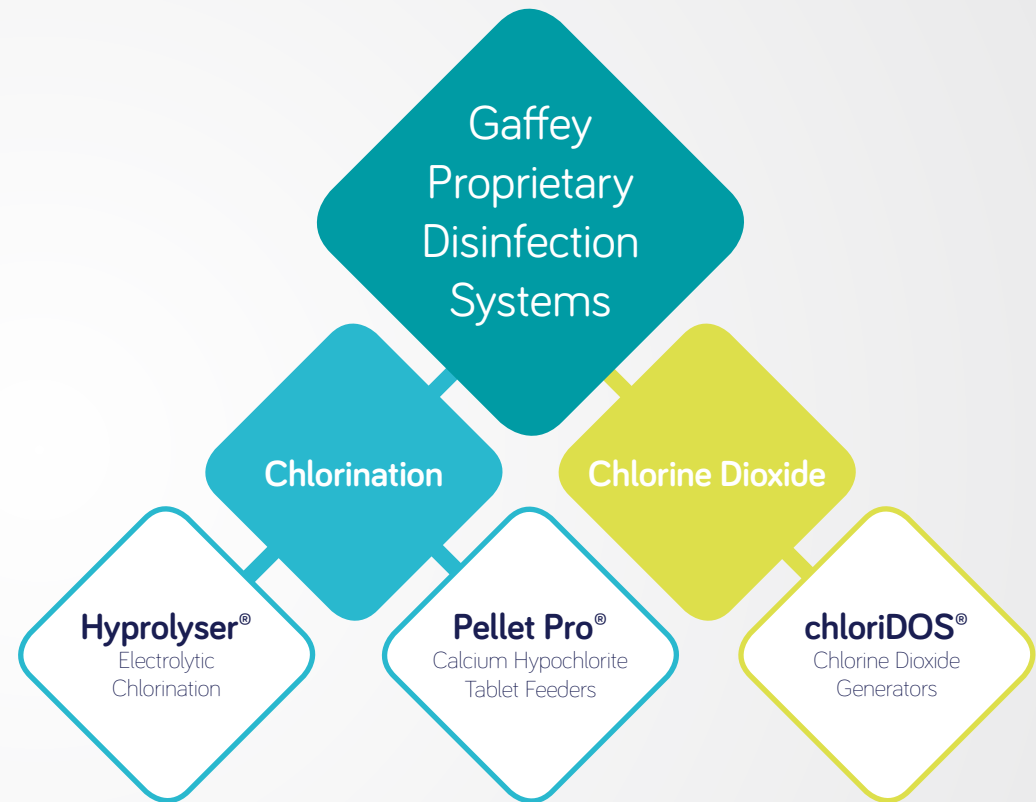 Gaffey
Proprietary
Disinfection
Systems
Chlorination
Chlorine Dioxide
Hyprolyser®
Electrolytic
Chlorination
Pellet Pro®
Calcium Hypochlorite
Tablet Feeders
chloriDOS®
Chlorine Dioxide
Generators